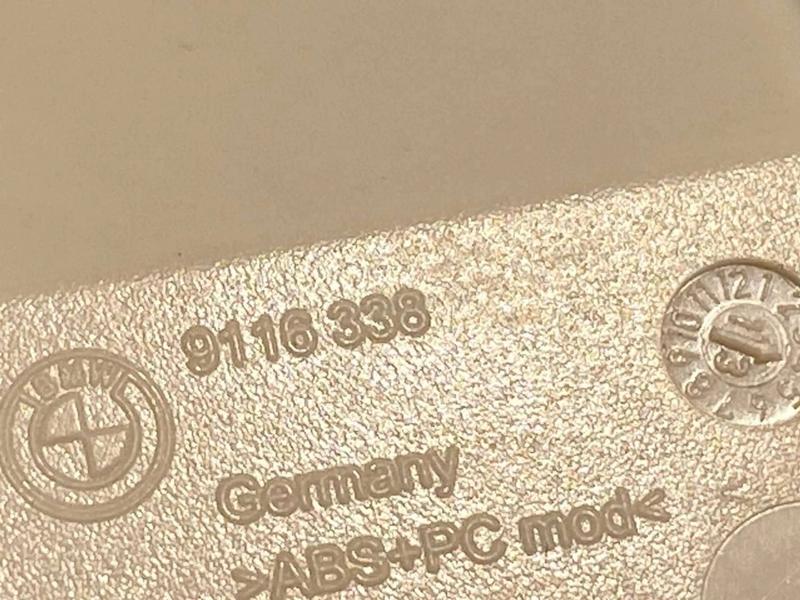 9116 338
BMW
Germany
>ABS+PC mod<